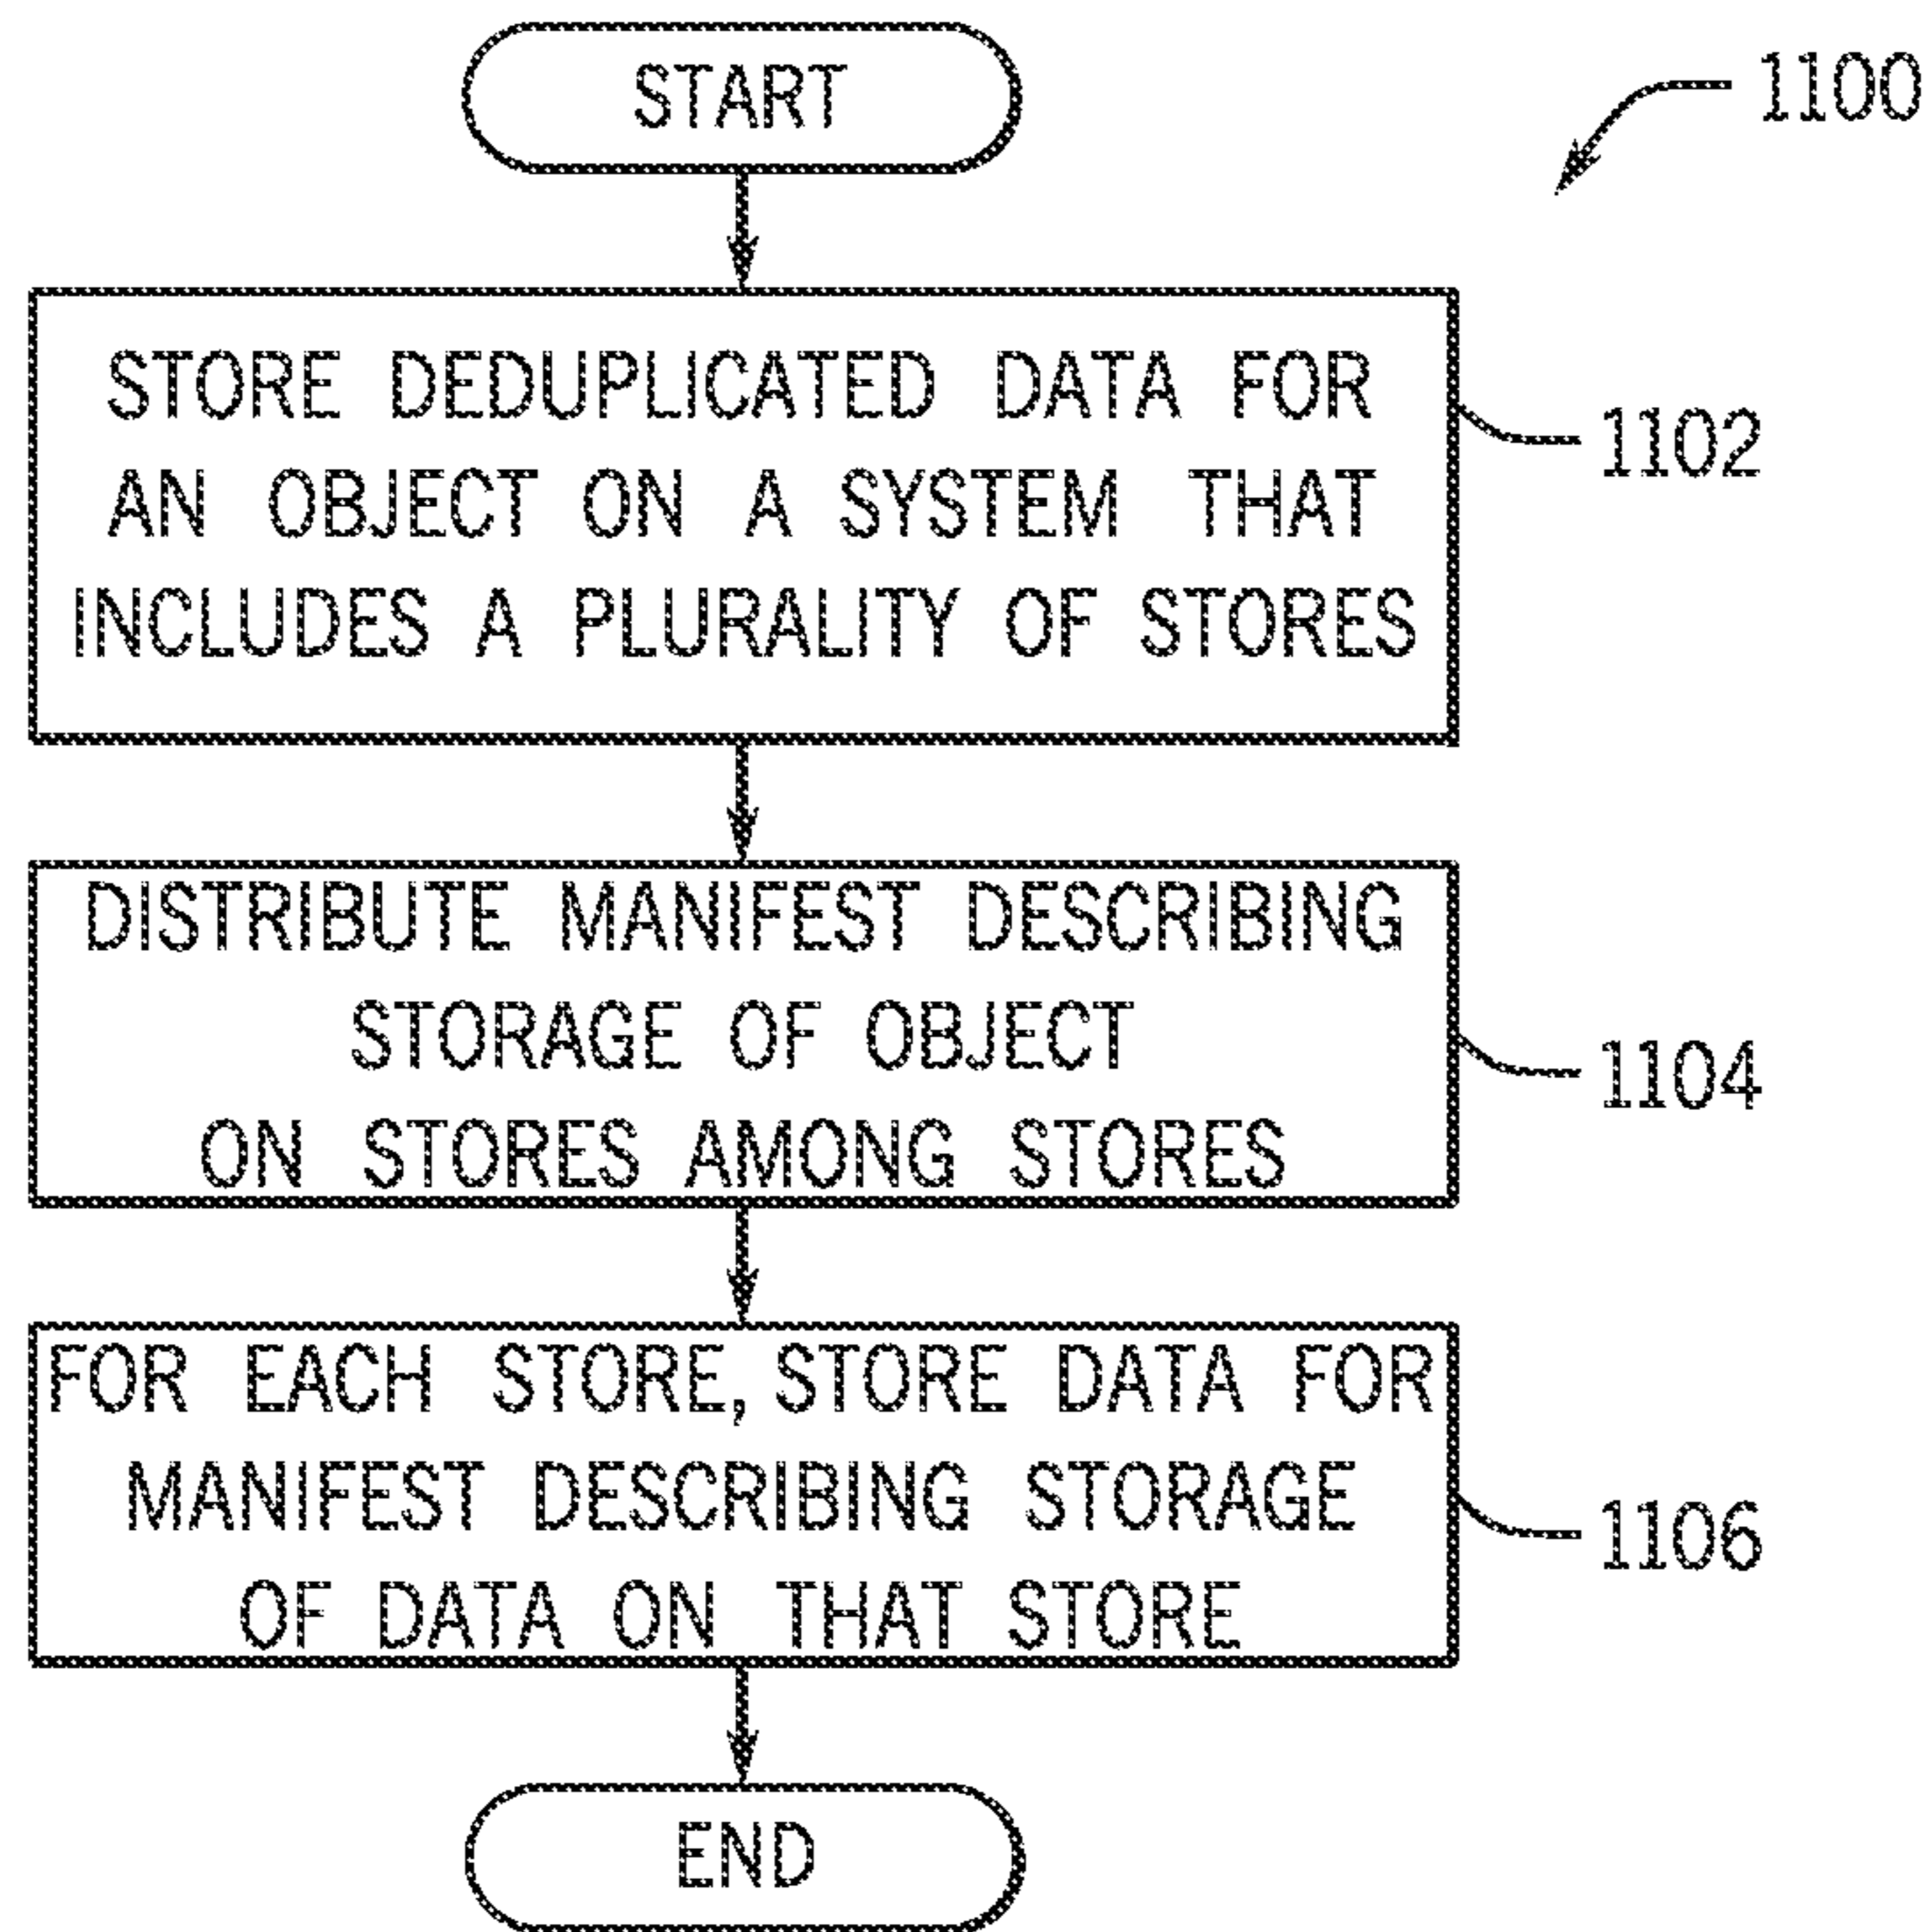 START
1100
STORE DEDUPLICATED DATA FOR
AN OBJECT ON A SYSTEM THAT
INCLUDES A PLURALITY OF STORES
1102
DISTRIBUTE MANIFEST DESCRIBING
STORAGE OF OBJECT
ON STORES AMONG STORES
1104
FOR EACH STORE, STORE DATA FOR
MANIFEST DESCRIBING STORAGE
OF DATA ON THAT STORE
1106
END